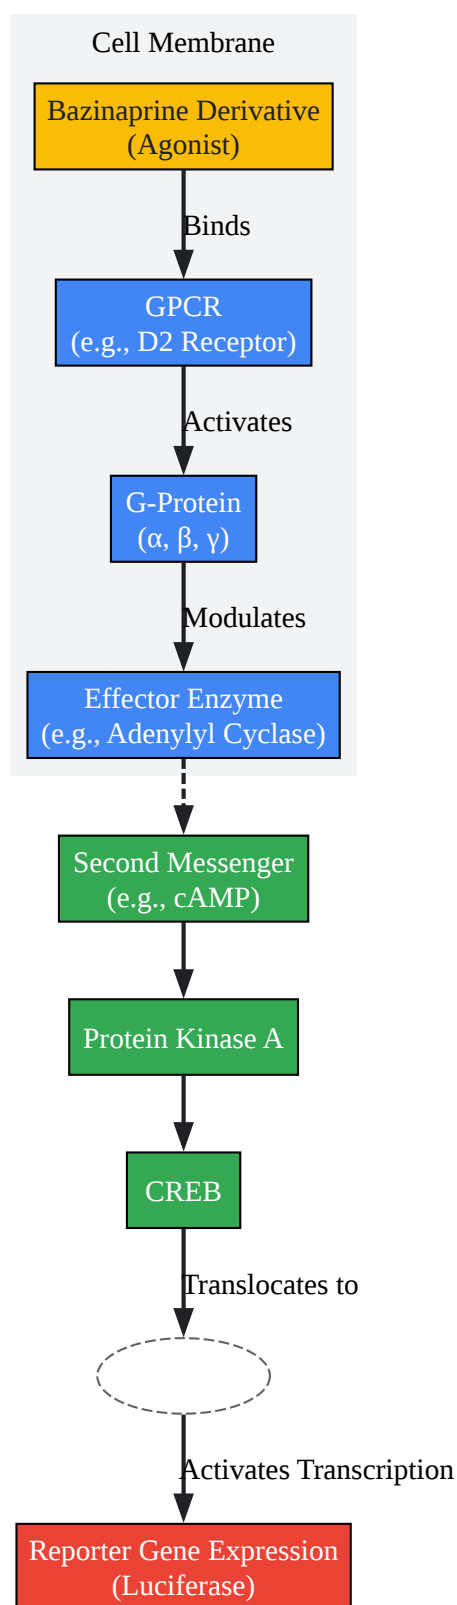 Cell Membrane
Bazinaprine Derivative
(Agonist)
Binds
GPCR
(e.g., D2 Receptor)
Activates
G-Protein
(α, β, γ)
Modulates
Effector Enzyme
(e.g., Adenylyl Cyclase)
Second Messenger
(e.g., cAMP)
Protein Kinase A
CREB
Translocates to
Activates Transcription
Reporter Gene Expression
(Luciferase)